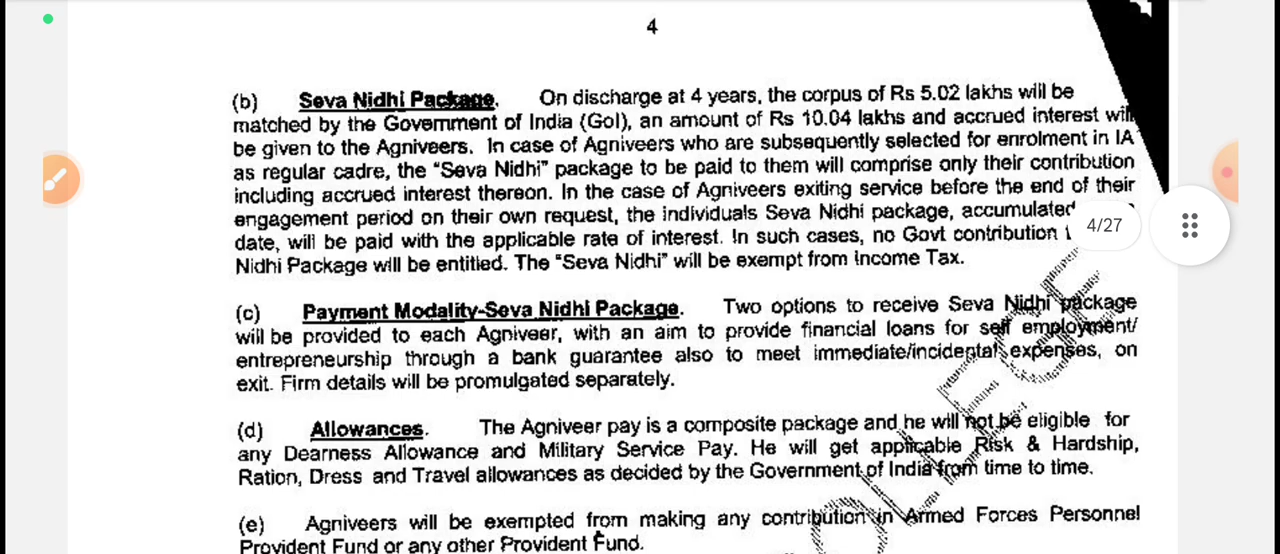 4
(b) Seva Nidhi Package. On discharge at 4 years, the corpus of Rs 5.02 lakhs will be
matched by the Government of India (GoI), an amount of Rs 10.04 lakhs and accrued interest will
be given to the Agniveers. In case of Agniveers who are subsequently selected for enrolment in IA
as regular cadre, the “Seva Nidhi” package to be paid to them will comprise only their contribution
including accrued interest thereon. In the case of Agniveers exiting service before the end of their
engagement period on their own request, the individuals Seva Nidhi package, accumulated
date, will be paid with the applicable rate of interest. In such cases, no Govt contribution
4/27
Nidhi Package will be entitled. The “Seva Nidhi” will be exempt from Income Tax.
(c) Payment Modality-Seva Nidhi Package. Two options to receive Seva Nidhi package
will be provided to each Agniveer, with an aim to provide financial loans for self employment/
entrepreneurship through a bank guarantee also to meet immediate/incidental expenses, on
exit. Firm details will be promulgated separately.
(d) Allowances. The Agniveer pay is a composite package and he will not be eligible for
any Dearness Allowance and Military Service Pay. He will get applicable Risk & Hardship,
Ration, Dress and Travel allowances as decided by the Government of India from time to time.
(e) Agniveers will be exempted from making any contribution in Armed Forces Personnel
Provident Fund or any other Provident Fund.